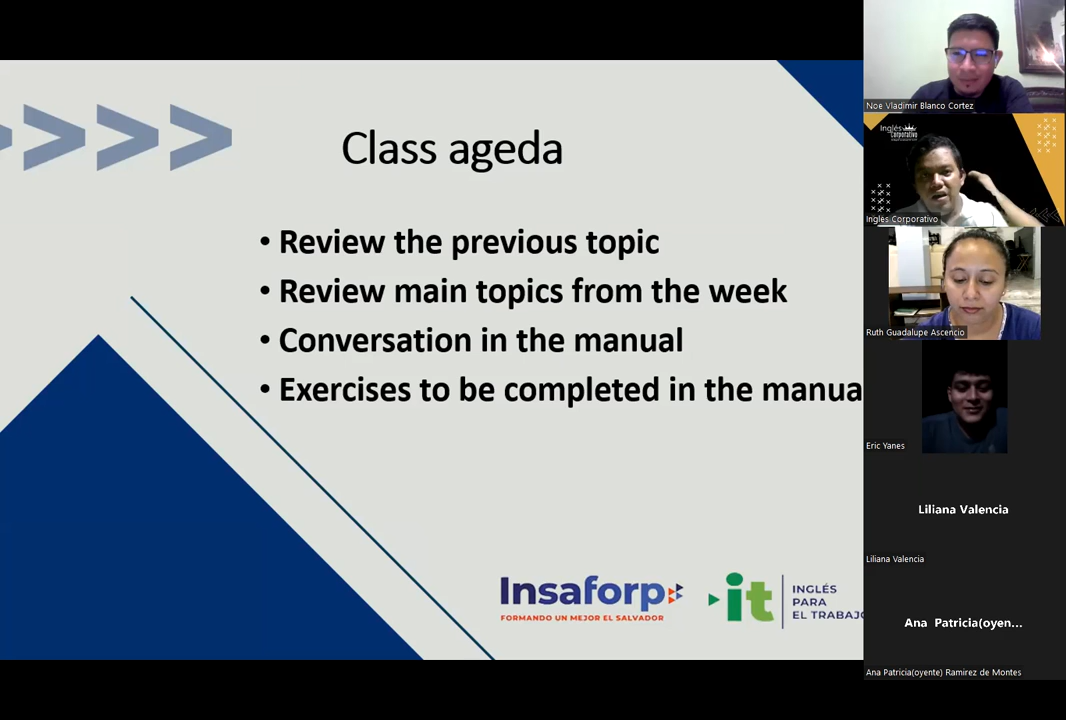 Class ageda
• Review the previous topic
• Review main topics from the week
• Conversation in the manual
• Exercises to be completed in the manua
Insaforp
FORMANDO UN MEJOR EL SALVADOR
it
INGLÉS
PARA
EL TRABAJO
Noe Vladimir Blanco Cortez
Inglés
Corporativo
Inglés Corporativo
Ruth Guadalupe Ascencio
Eric Yanes
Liliana Valencia
Liliana Valencia
Ana Patricia(oyen...
Ana Patricia(oyente) Ramirez de Montes